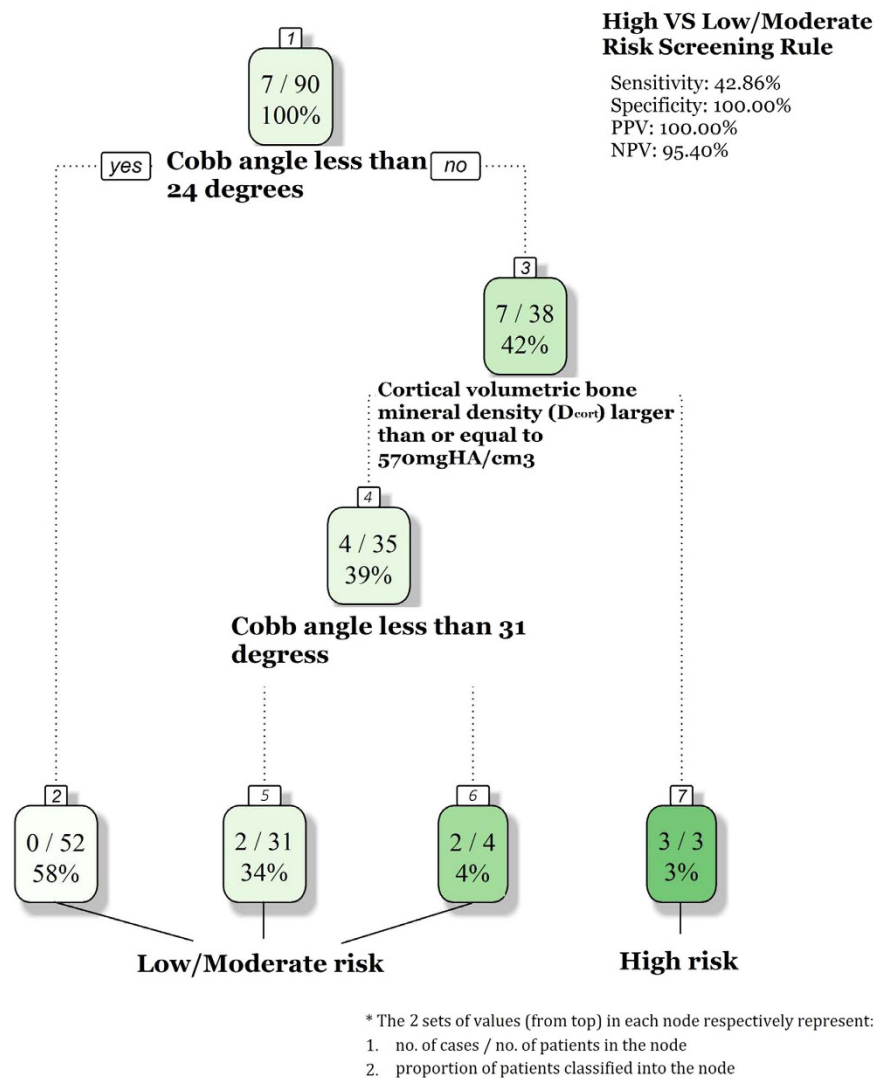 High VS Low/Moderate
Risk Screening Rule
Sensitivity: 42.86%
Specificity: 100.00%
PPV: 100.00%
NPV: 95.40%
1
7 / 90
100%
yes
Cobb angle less than
24 degrees
no
3
7 / 38
42%
Cortical volumetric bone
mineral density (Dcort) larger
than or equal to
570mgHA/cm3
4
4 / 35
39%
Cobb angle less than 31
degress
2
0 / 52
58%
5
2 / 31
34%
6
2 / 4
4%
7
3 / 3
3%
Low/Moderate risk
High risk
* The 2 sets of values (from top) in each node respectively represent:
1. no. of cases / no. of patients in the node
2. proportion of patients classified into the node